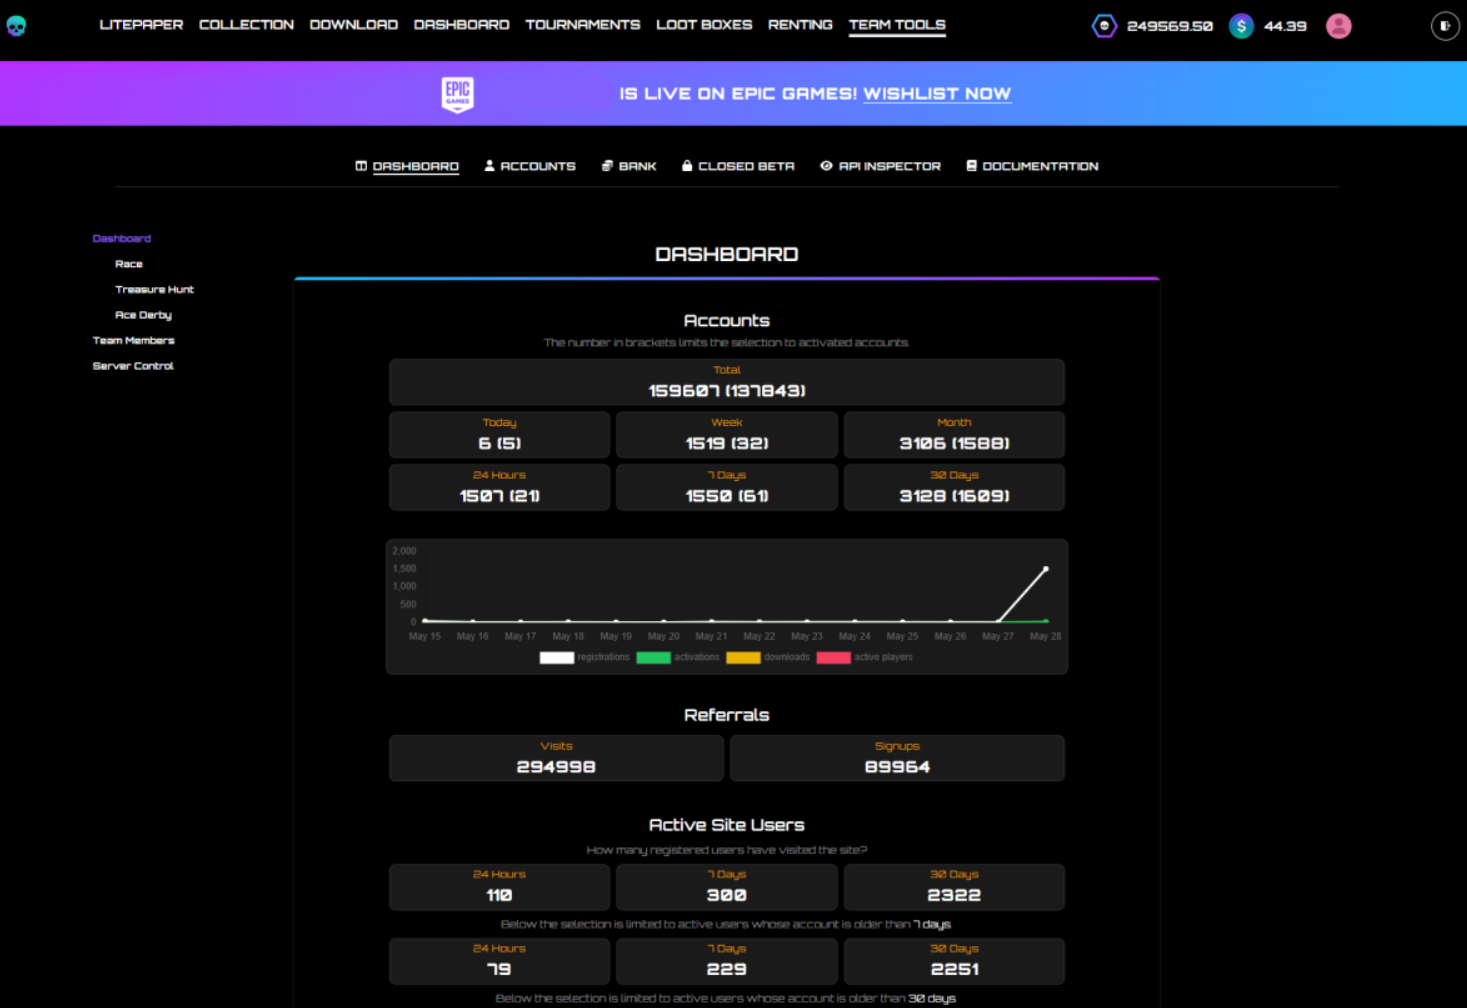 LITEPAPER COLLECTION DOWNLOAD DASHBOARD TOURNAMENTS LOOT BOXES RENTING TEAM TOOLS 249569.50 $ 44.39
EPIC GAMES IS LIVE ON EPIC GAMES! WISHLIST NOW
DASHBOARD ACCOUNTS BANK CLOSED BETA API INSPECTOR DOCUMENTATION
Dashboard
Race
Treasure Hunt
Ace Derby
Team Members
Server Control
DASHBOARD
Accounts
The number in brackets limits the selection to activated accounts.
Total
159607 (137843)
Today Week Month
6 (5) 1519 (32) 3106 (1588)
24 Hours 7 Days 30 Days
1507 (21) 1550 (61) 3128 (1609)
2,000
1,500
1,000
500
0
May 15 May 16 May 17 May 18 May 19 May 20 May 21 May 22 May 23 May 24 May 25 May 26 May 27 May 28
registrations activations downloads active players
Referrals
Visits Signups
294998 89964
Active Site Users
How many registered users have visited the site?
24 Hours 7 Days 30 Days
110 300 2322
Below the selection is limited to active users whose account is older than 7 days.
24 Hours 7 Days 30 Days
79 229 2251
Below the selection is limited to active users whose account is older than 30 days.